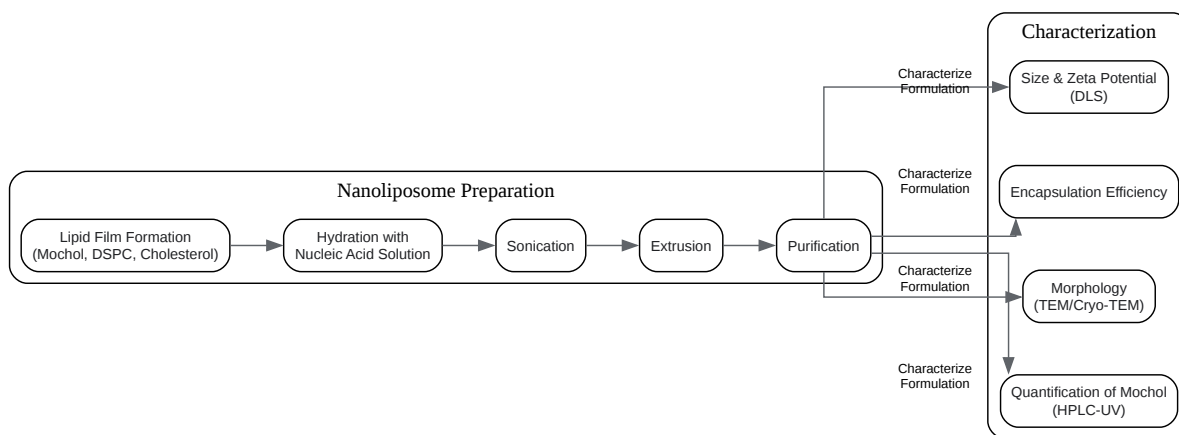 Characterization
Characterize
Formulation
Size & Zeta Potential
(DLS)
Nanoliposome Preparation
Characterize
Formulation
Encapsulation Efficiency
Lipid Film Formation
(Mochol, DSPC, Cholesterol)
Hydration with
Nucleic Acid Solution
Sonication
Extrusion
Purification
Characterize
Formulation
Morphology
(TEM/Cryo-TEM)
Characterize
Formulation
Quantification of Mochol
(HPLC-UV)